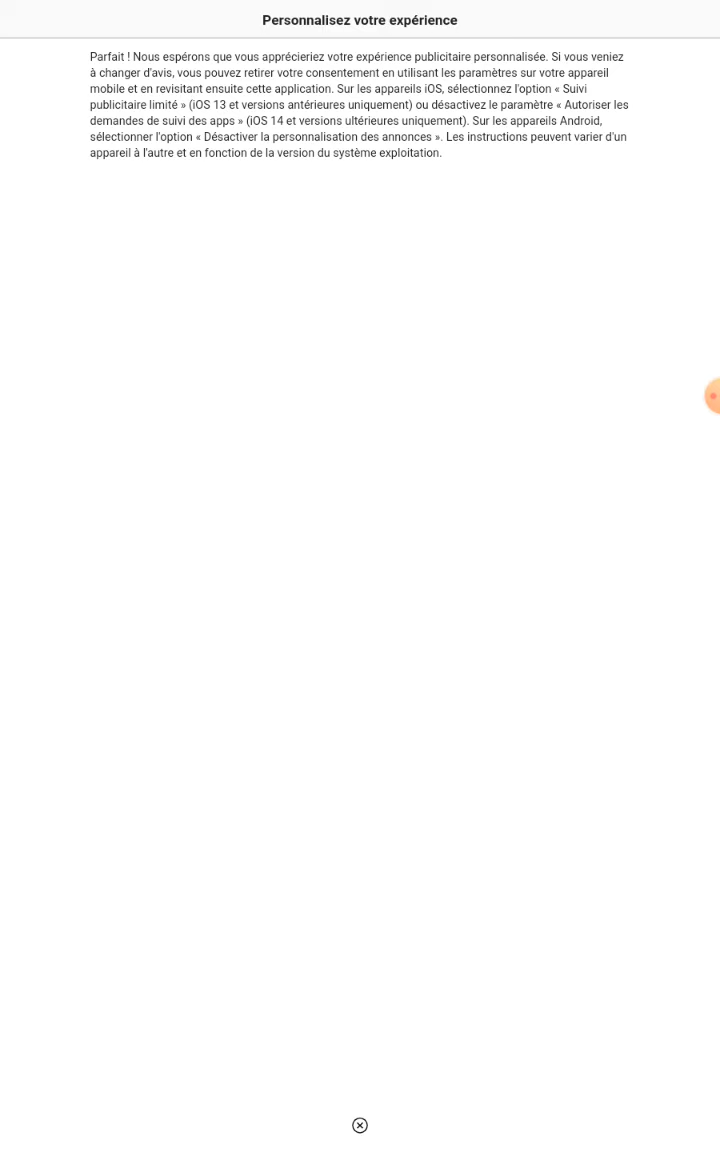 Personnalisez votre expérience
Parfait ! Nous espérons que vous apprécieriez votre expérience publicitaire personnalisée. Si vous veniez
à changer d'avis, vous pouvez retirer votre consentement en utilisant les paramètres sur votre appareil
mobile et en revisitant ensuite cette application. Sur les appareils iOS, sélectionnez l'option « Suivi
publicitaire limité » (iOS 13 et versions antérieures uniquement) ou désactivez le paramètre « Autoriser les
demandes de suivi des apps » (iOS 14 et versions ultérieures uniquement). Sur les appareils Android,
sélectionner l'option « Désactiver la personnalisation des annonces ». Les instructions peuvent varier d'un
appareil à l'autre et en fonction de la version du système exploitation.